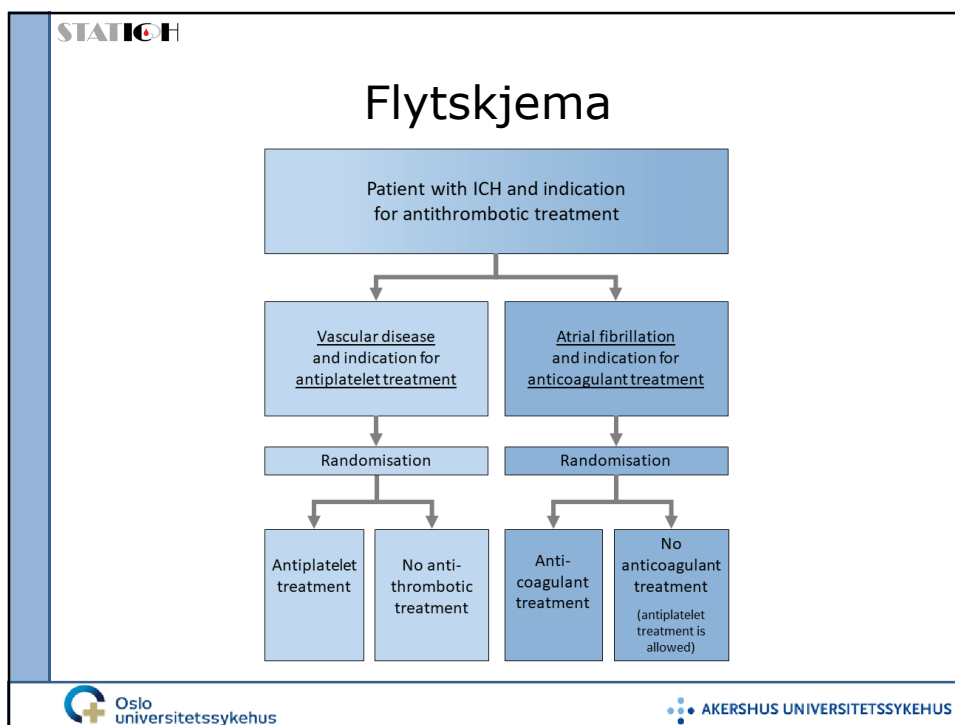 STATICH
Flytskjema
Patient with ICH and indication
for antithrombotic treatment
Vascular disease
and indication for
antiplatelet treatment
Atrial fibrillation
and indication for
anticoagulant treatment
Randomisation
Randomisation
Antiplatelet
treatment
No anti-
thrombotic
treatment
Anti-
coagulant
treatment
No
anticoagulant
treatment
(antiplatelet
treatment is
allowed)
Oslo
universitetssykehus
AKERSHUS UNIVERSITETSSYKEHUS